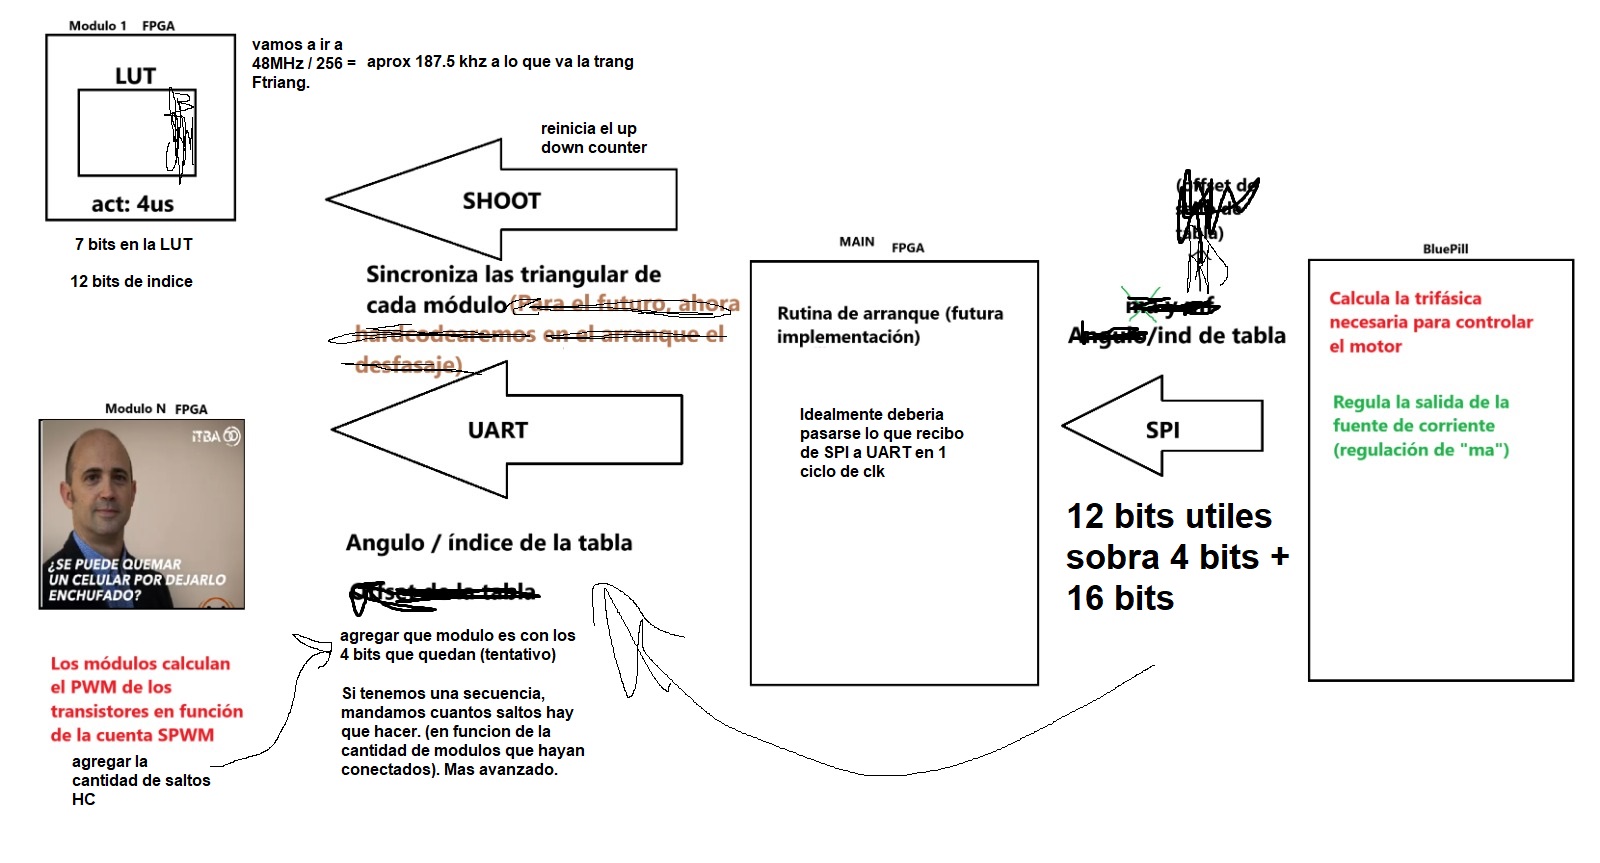 Modulo 1 FPGA
LUT
act: 4us
7 bits en la LUT
12 bits de indice
vamos a ir a
48MHz / 256 = aprox 187.5 khz a lo que va la trang
Ftriang.
reinicia el up
down counter
SHOOT
Sincroniza las triangular de
cada módulo (Para el futuro, ahora
hardcodearemos en el arranque el
desfasaje)
UART
Angulo / índice de la tabla
Offset de la tabla
agregar que modulo es con los
4 bits que quedan (tentativo)
Si tenemos una secuencia,
mandamos cuantos saltos hay
que hacer. (en funcion de la
cantidad de modulos que hayan
conectados). Mas avanzado.
Modulo N FPGA
iTBA 60
¿SE PUEDE QUEMAR
UN CELULAR POR DEJARLO
ENCHUFADO?
Los módulos calculan
el PWM de los
transistores en función
de la cuenta SPWM
agregar la
cantidad de saltos
HC
MAIN FPGA
Rutina de arranque (futura
implementación)
Idealmente deberia
pasarse lo que recibo
de SPI a UART en 1
ciclo de clk
(offset de
de
tabla)
Angulo/ind de tabla
SPI
12 bits utiles
sobra 4 bits +
16 bits
BluePill
Calcula la trifásica
necesaria para controlar
el motor
Regula la salida de la
fuente de corriente
(regulación de "ma")